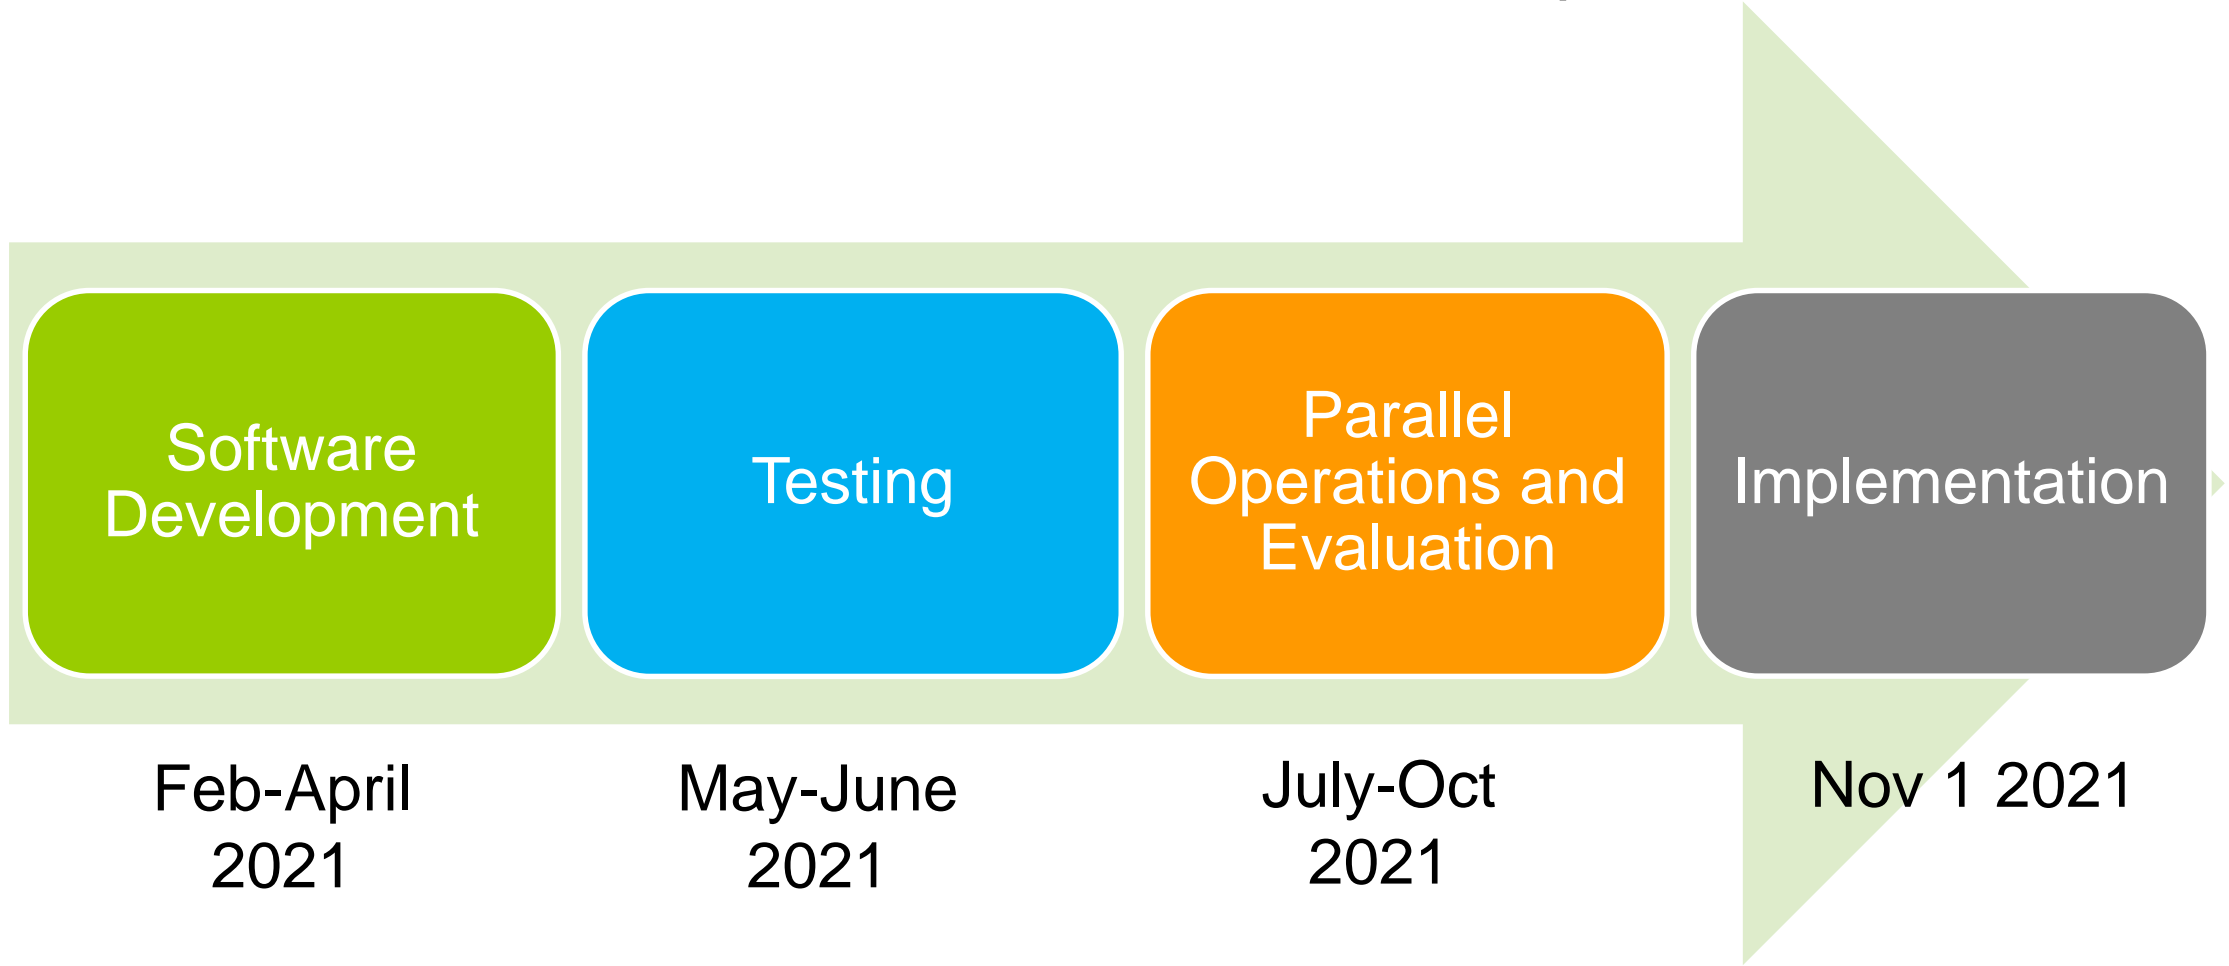 Software
Development
Testing
Parallel
Operations and
Evaluation
Implementation
Feb-April
2021
May-June
2021
July-Oct
2021
Nov 1 2021